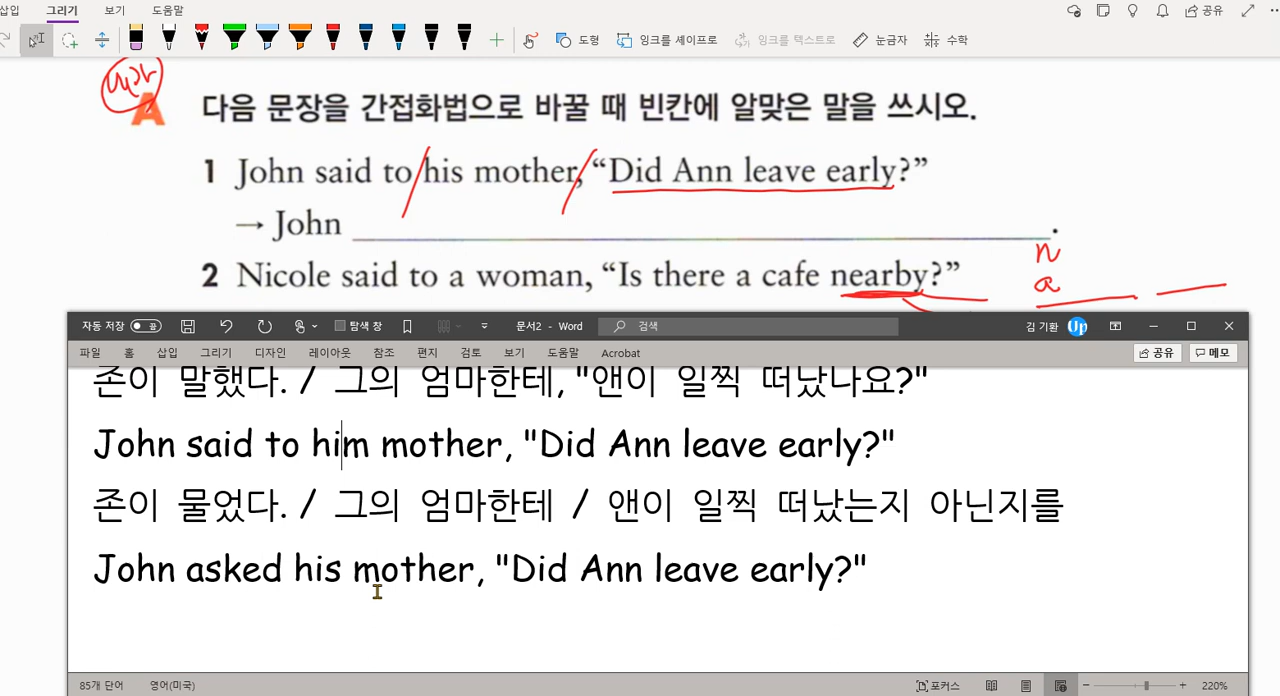 삽입 그리기 보기 도움말
공유
도형 잉크를 셰이프로 잉크를 텍스트로 눈금자 수학
A 다음 문장을 간접화법으로 바꿀 때 빈칸에 알맞은 말을 쓰시오.
1 John said to his mother, “Did Ann leave early?”
→ John .
n
2 Nicole said to a woman, “Is there a cafe nearby?”
a
자동 저장 끔 탐색 창 문서2 - Word 검색 김 기환 Up
파일 홈 삽입 그리기 디자인 레이아웃 참조 편지 검토 보기 도움말 Acrobat 공유 메모
존이 말했다. / 그의 엄마한테, "앤이 일찍 떠났나요?"
John said to him mother, "Did Ann leave early?"
존이 물었다. / 그의 엄마한테 / 앤이 일찍 떠났는지 아닌지를
John asked his mother, "Did Ann leave early?"
85개 단어 영어(미국) 포커스 220%